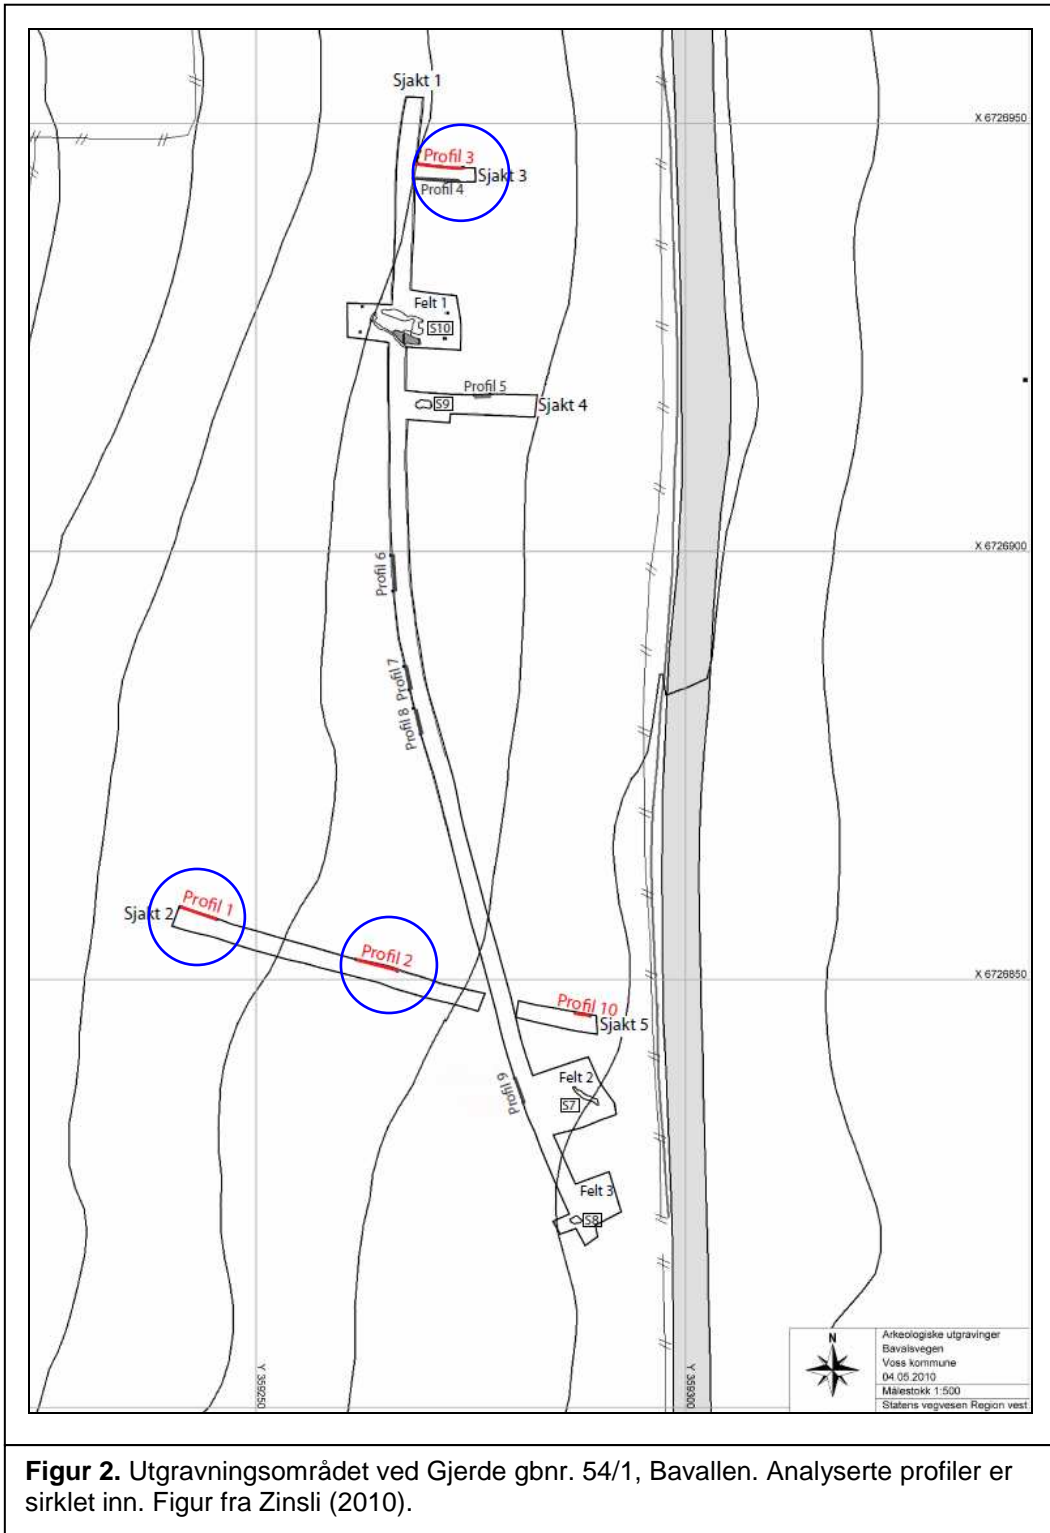 Sjakt 1
X 6726950
Profil 3
Sjakt 3
Profil 4
Felt 1
S10
Profil 5
S9
Sjakt 4
X 6726900
Profil 6
Profil 7
Profil 8
Profil 1
Sjakt 2
Profil 2
X 6726850
Profil 10
Sjakt 5
Profil 9
Felt 2
S7
Felt 3
S8
Y 359250
Y 359300
N
Arkeologiske utgravinger
Bavalsvegen
Voss kommune
04.05.2010
Målestokk 1:500
Statens vegvesen Region vest
Figur 2. Utgravningsområdet ved Gjerde gbnr. 54/1, Bavallen. Analyserte profiler er
sirklet inn. Figur fra Zinsli (2010).